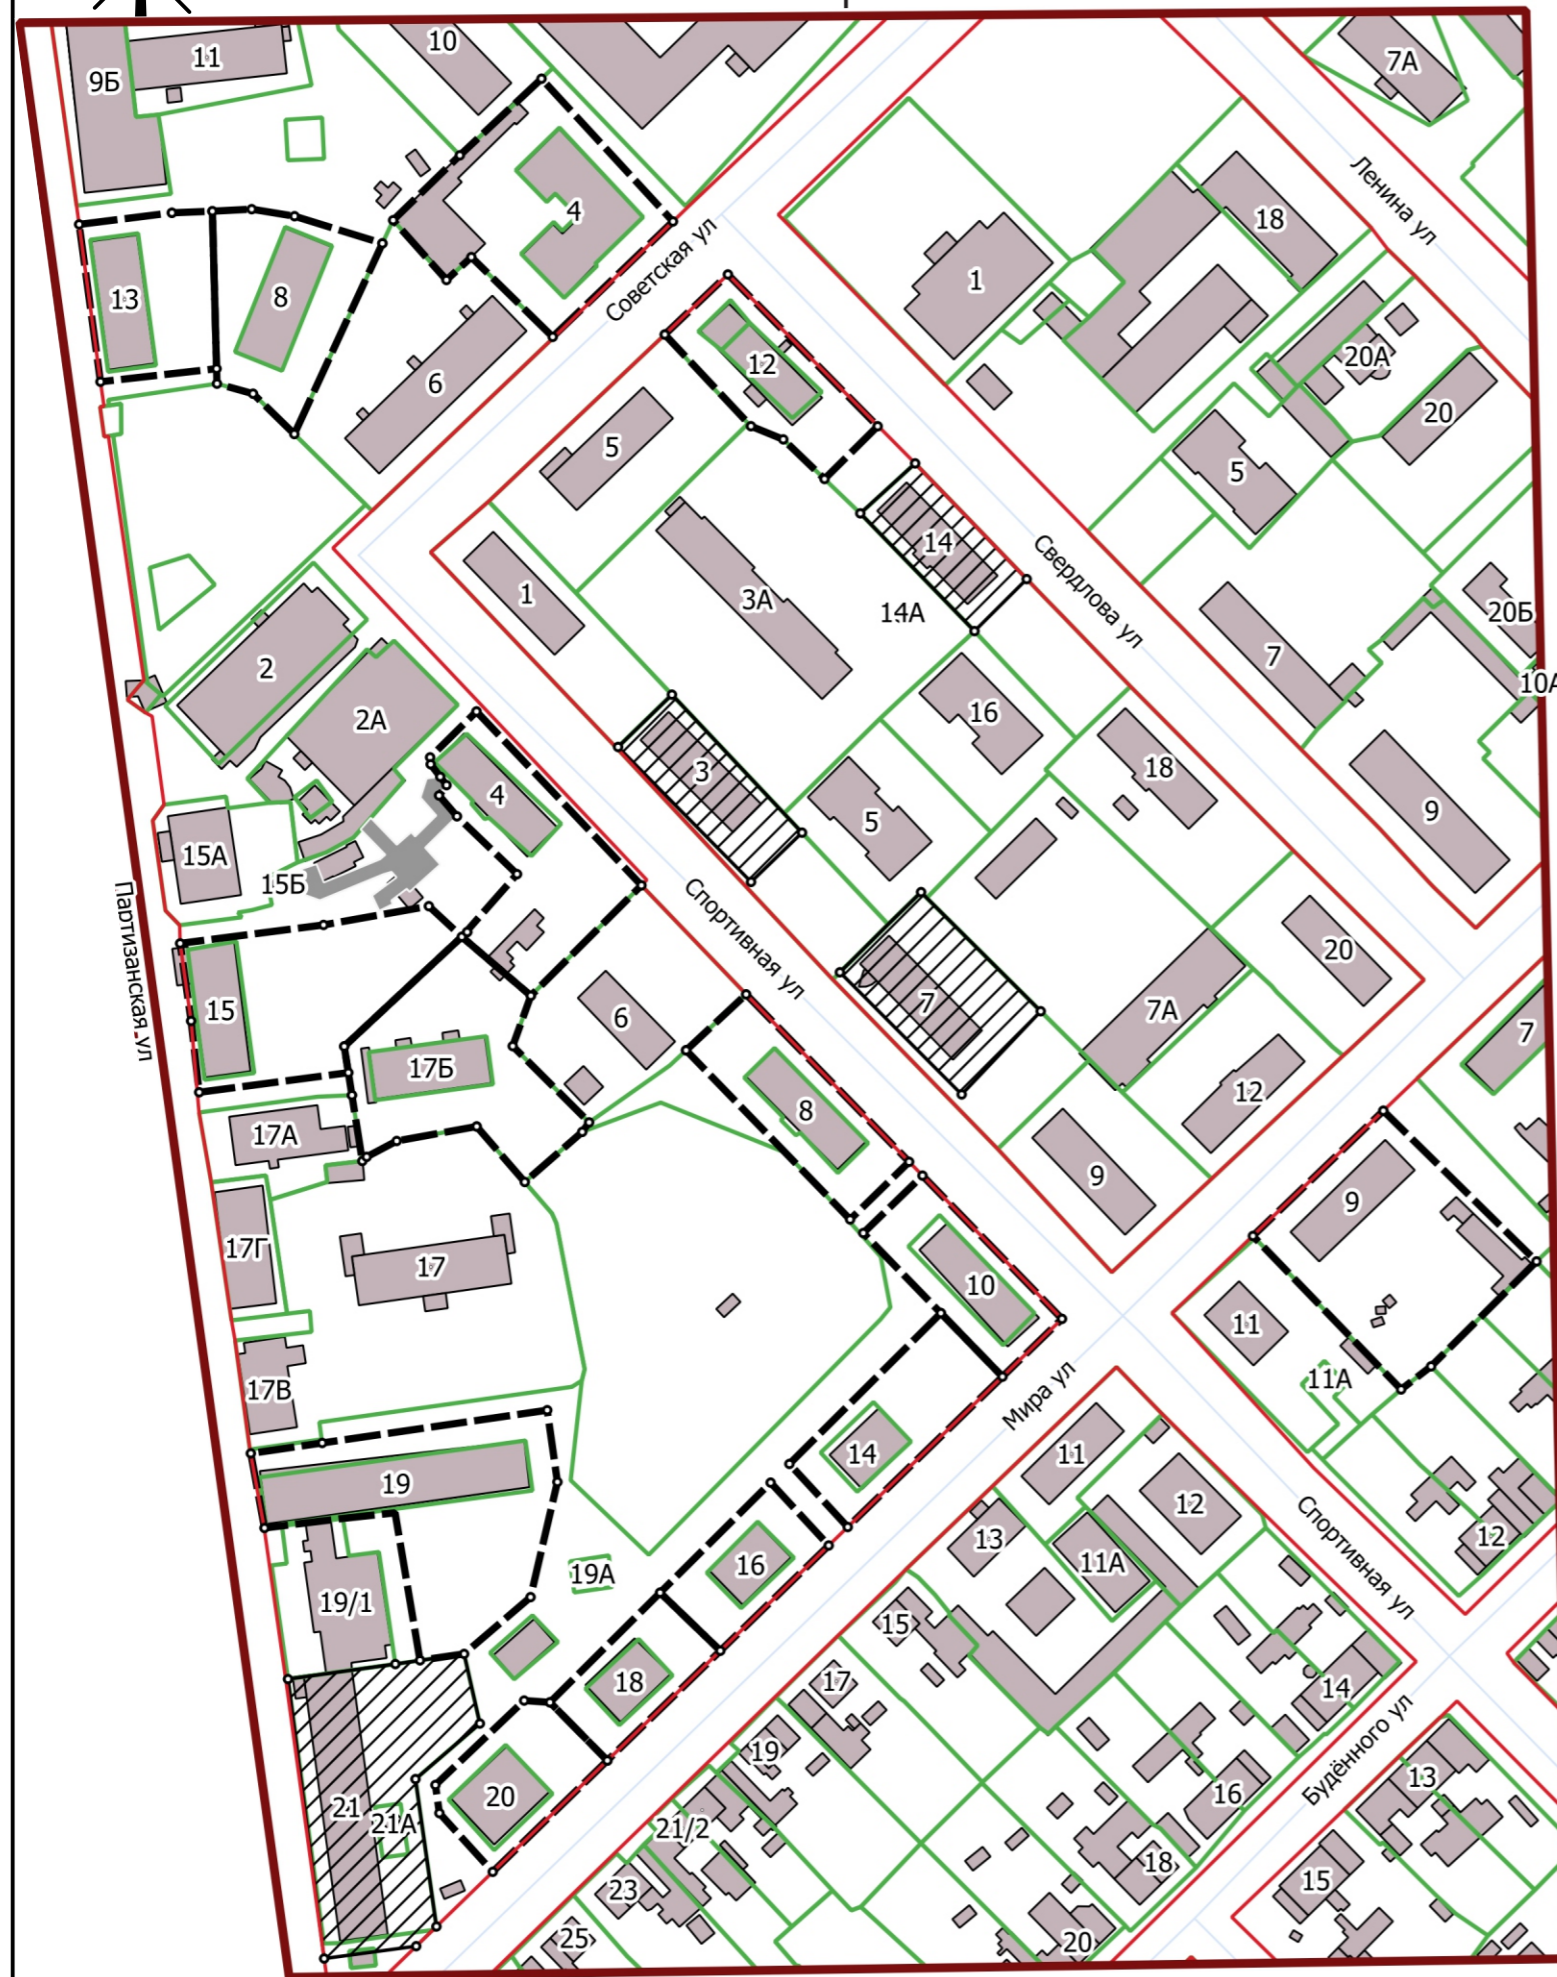 10
11
7А
9Б
18
4
Ленина ул
Советская ул
1
8
13
20А
12
6
20
5
5
14
Свердлова ул
1
3А
14А
20Б
7
2
10А
16
2А
18
3
4
9
5
15А
15Б
Партизанская ул
Спортивная ул
20
7
15
7А
6
7
17Б
12
8
17А
9
9
17Г
17
10
11
17В
11А
Мира ул
14
11
19
12
Спортивная ул
12
13
16
11А
19А
19/1
15
18
17
14
19
Будённого ул
13
16
20
21
21А
21/2
18
15
23
25
20